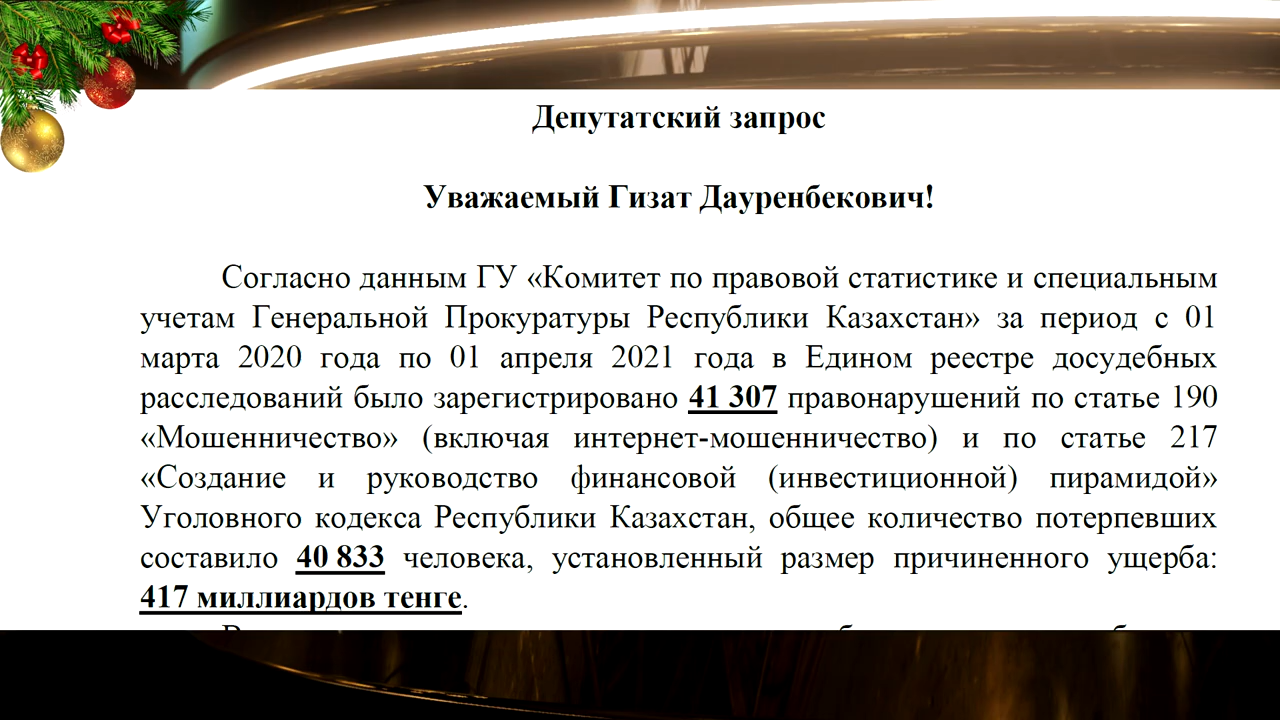 Депутатский запрос
Уважаемый Гизат Дауренбекович!
Согласно данным ГУ «Комитет по правовой статистике и специальным
учетам Генеральной Прокуратуры Республики Казахстан» за период с 01
марта 2020 года по 01 апреля 2021 года в Едином реестре досудебных
расследований было зарегистрировано 41 307 правонарушений по статье 190
«Мошенничество» (включая интернет-мошенничество) и по статье 217
«Создание и руководство финансовой (инвестиционной) пирамидой»
Уголовного кодекса Республики Казахстан, общее количество потерпевших
составило 40 833 человека, установленный размер причиненного ущерба:
417 миллиардов тенге.